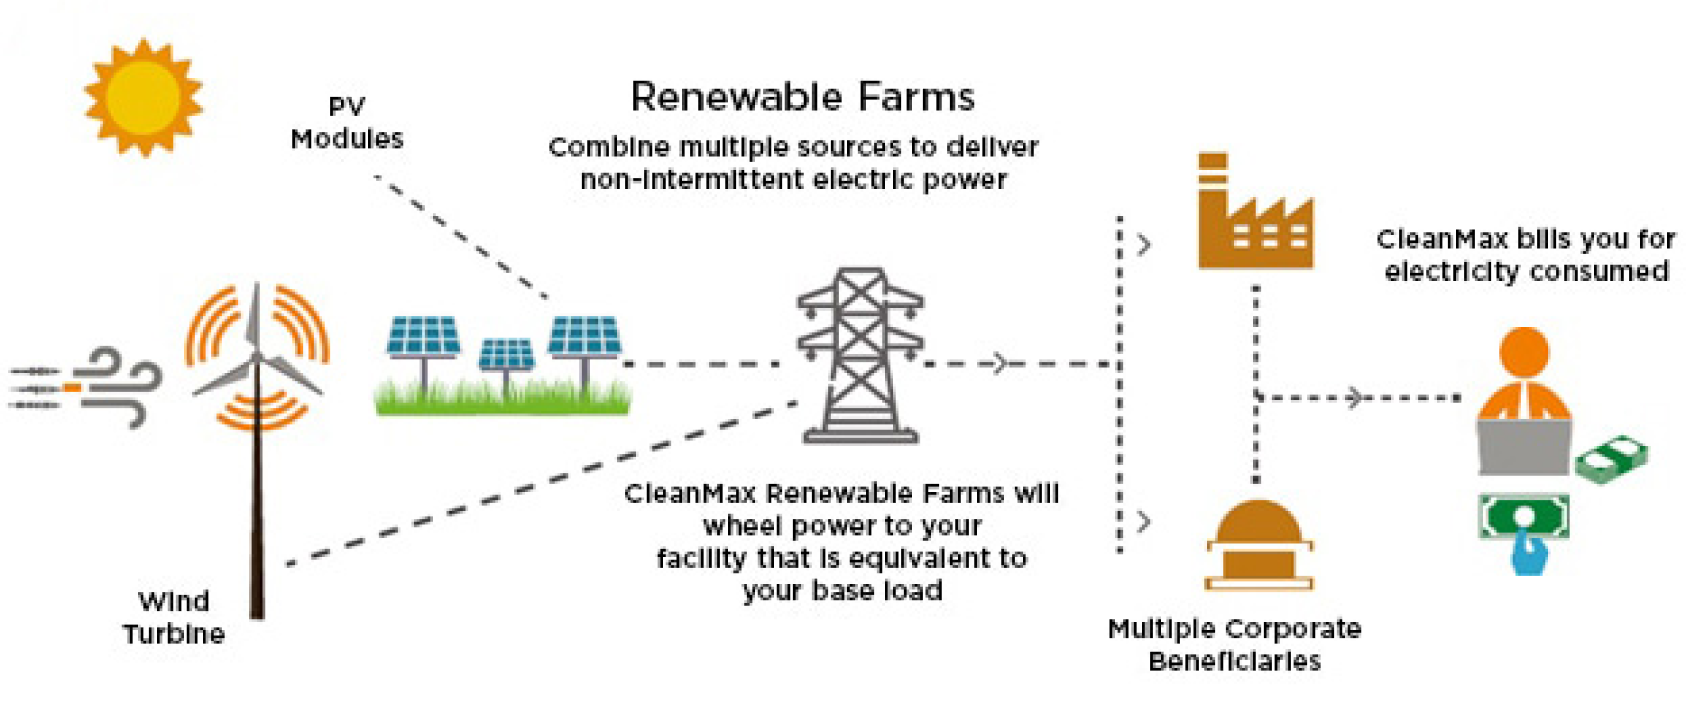 PV
Modules
Renewable Farms
Combine multiple sources to deliver
non-intermittent electric power
CleanMax bills you for
electricity consumed
CleanMax Renewable Farms will
wheel power to your
facility that is equivalent to
your base load
Wind
Turbine
Multiple Corporate
Beneficiaries